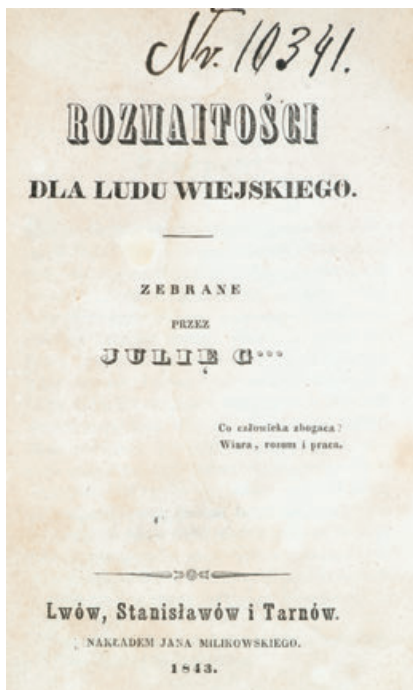 Nr. 10341.
ROZMAITOŚCI
DLA LUDU WIEJSKIEGO.
ZEBRANE
PRZEZ
JULIĘ G***
Co człowieka zbogaca?
Wiara, rozum i praca.
Lwów, Stanisławów i Tarnów.
NAKŁADEM JANA MILIKOWSKIEGO.
1843.